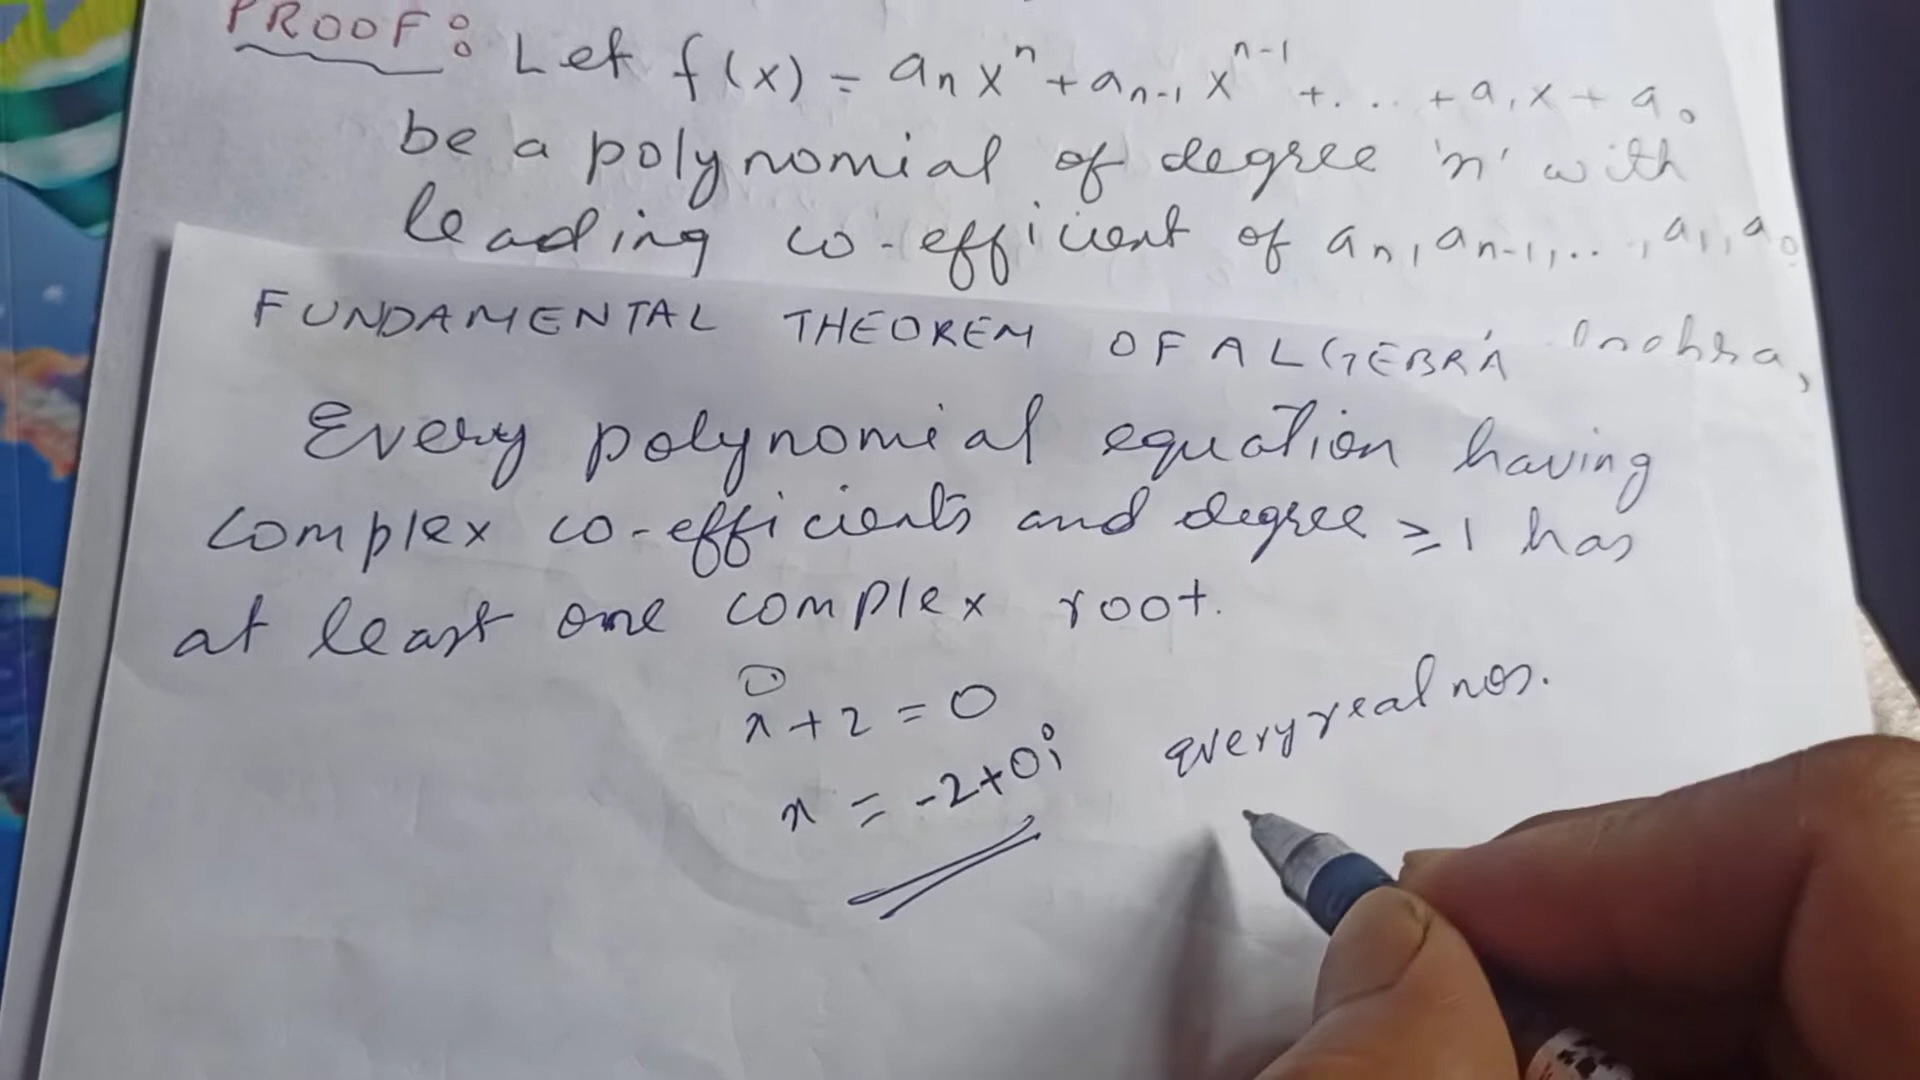 PROOF: Let f(x) = aₙxⁿ + aₙ₋₁xⁿ⁻¹ + ... + a₁x + a₀
be a polynomial of degree 'n' with
leading co-efficient of aₙ, aₙ₋₁, ..., a₁, a₀
FUNDAMENTAL THEOREM OF ALGEBRA
Every polynomial equation having
complex co-efficients and degree ≥ 1 has
at least one complex root.
x + 2 = 0
x = -2+0i
every real nos.